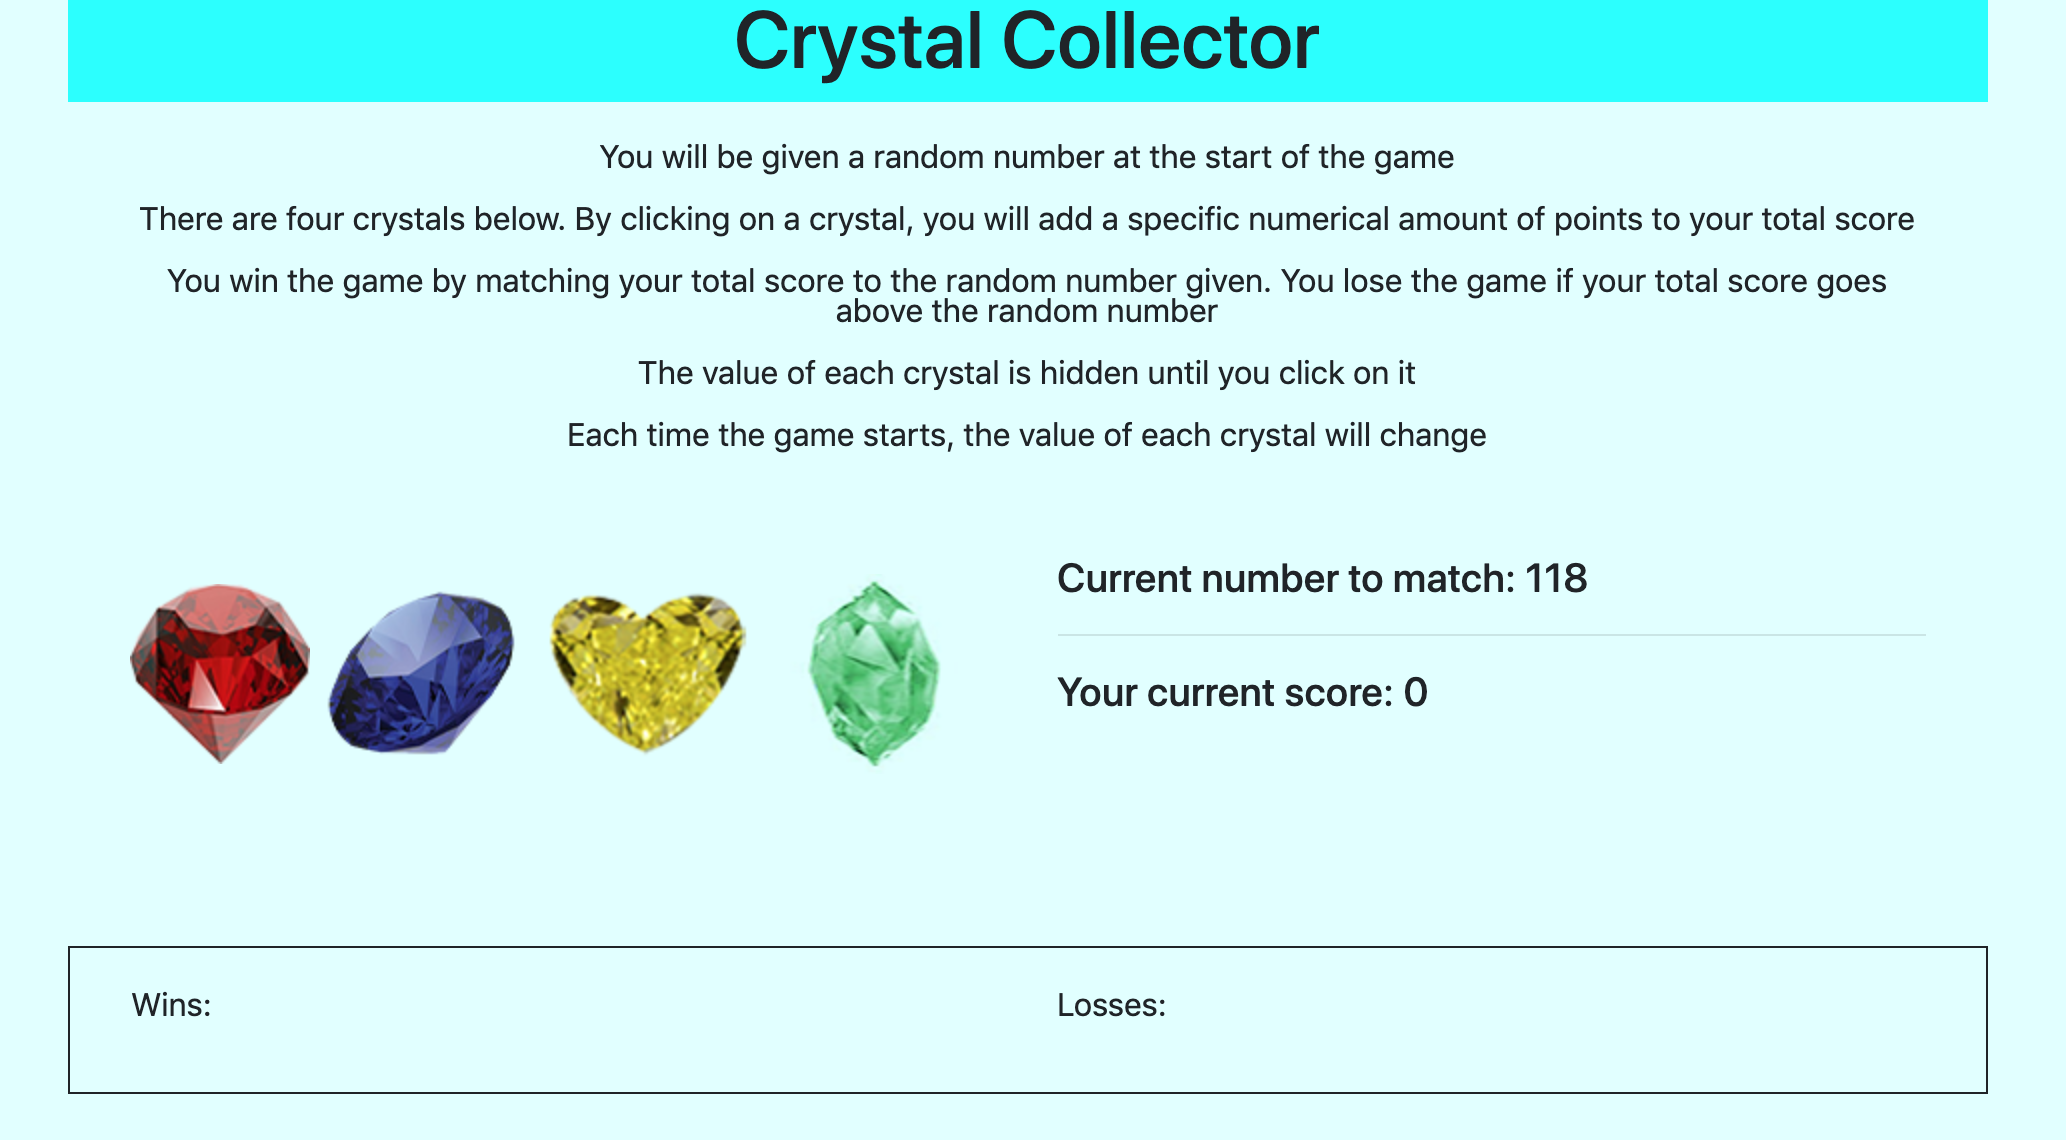 Crystal Collector
You will be given a random number at the start of the game
There are four crystals below. By clicking on a crystal, you will add a specific numerical amount of points to your total score
You win the game by matching your total score to the random number given. You lose the game if your total score goes
above the random number
The value of each crystal is hidden until you click on it
Each time the game starts, the value of each crystal will change
Current number to match: 118
Your current score: 0
Wins:
Losses: